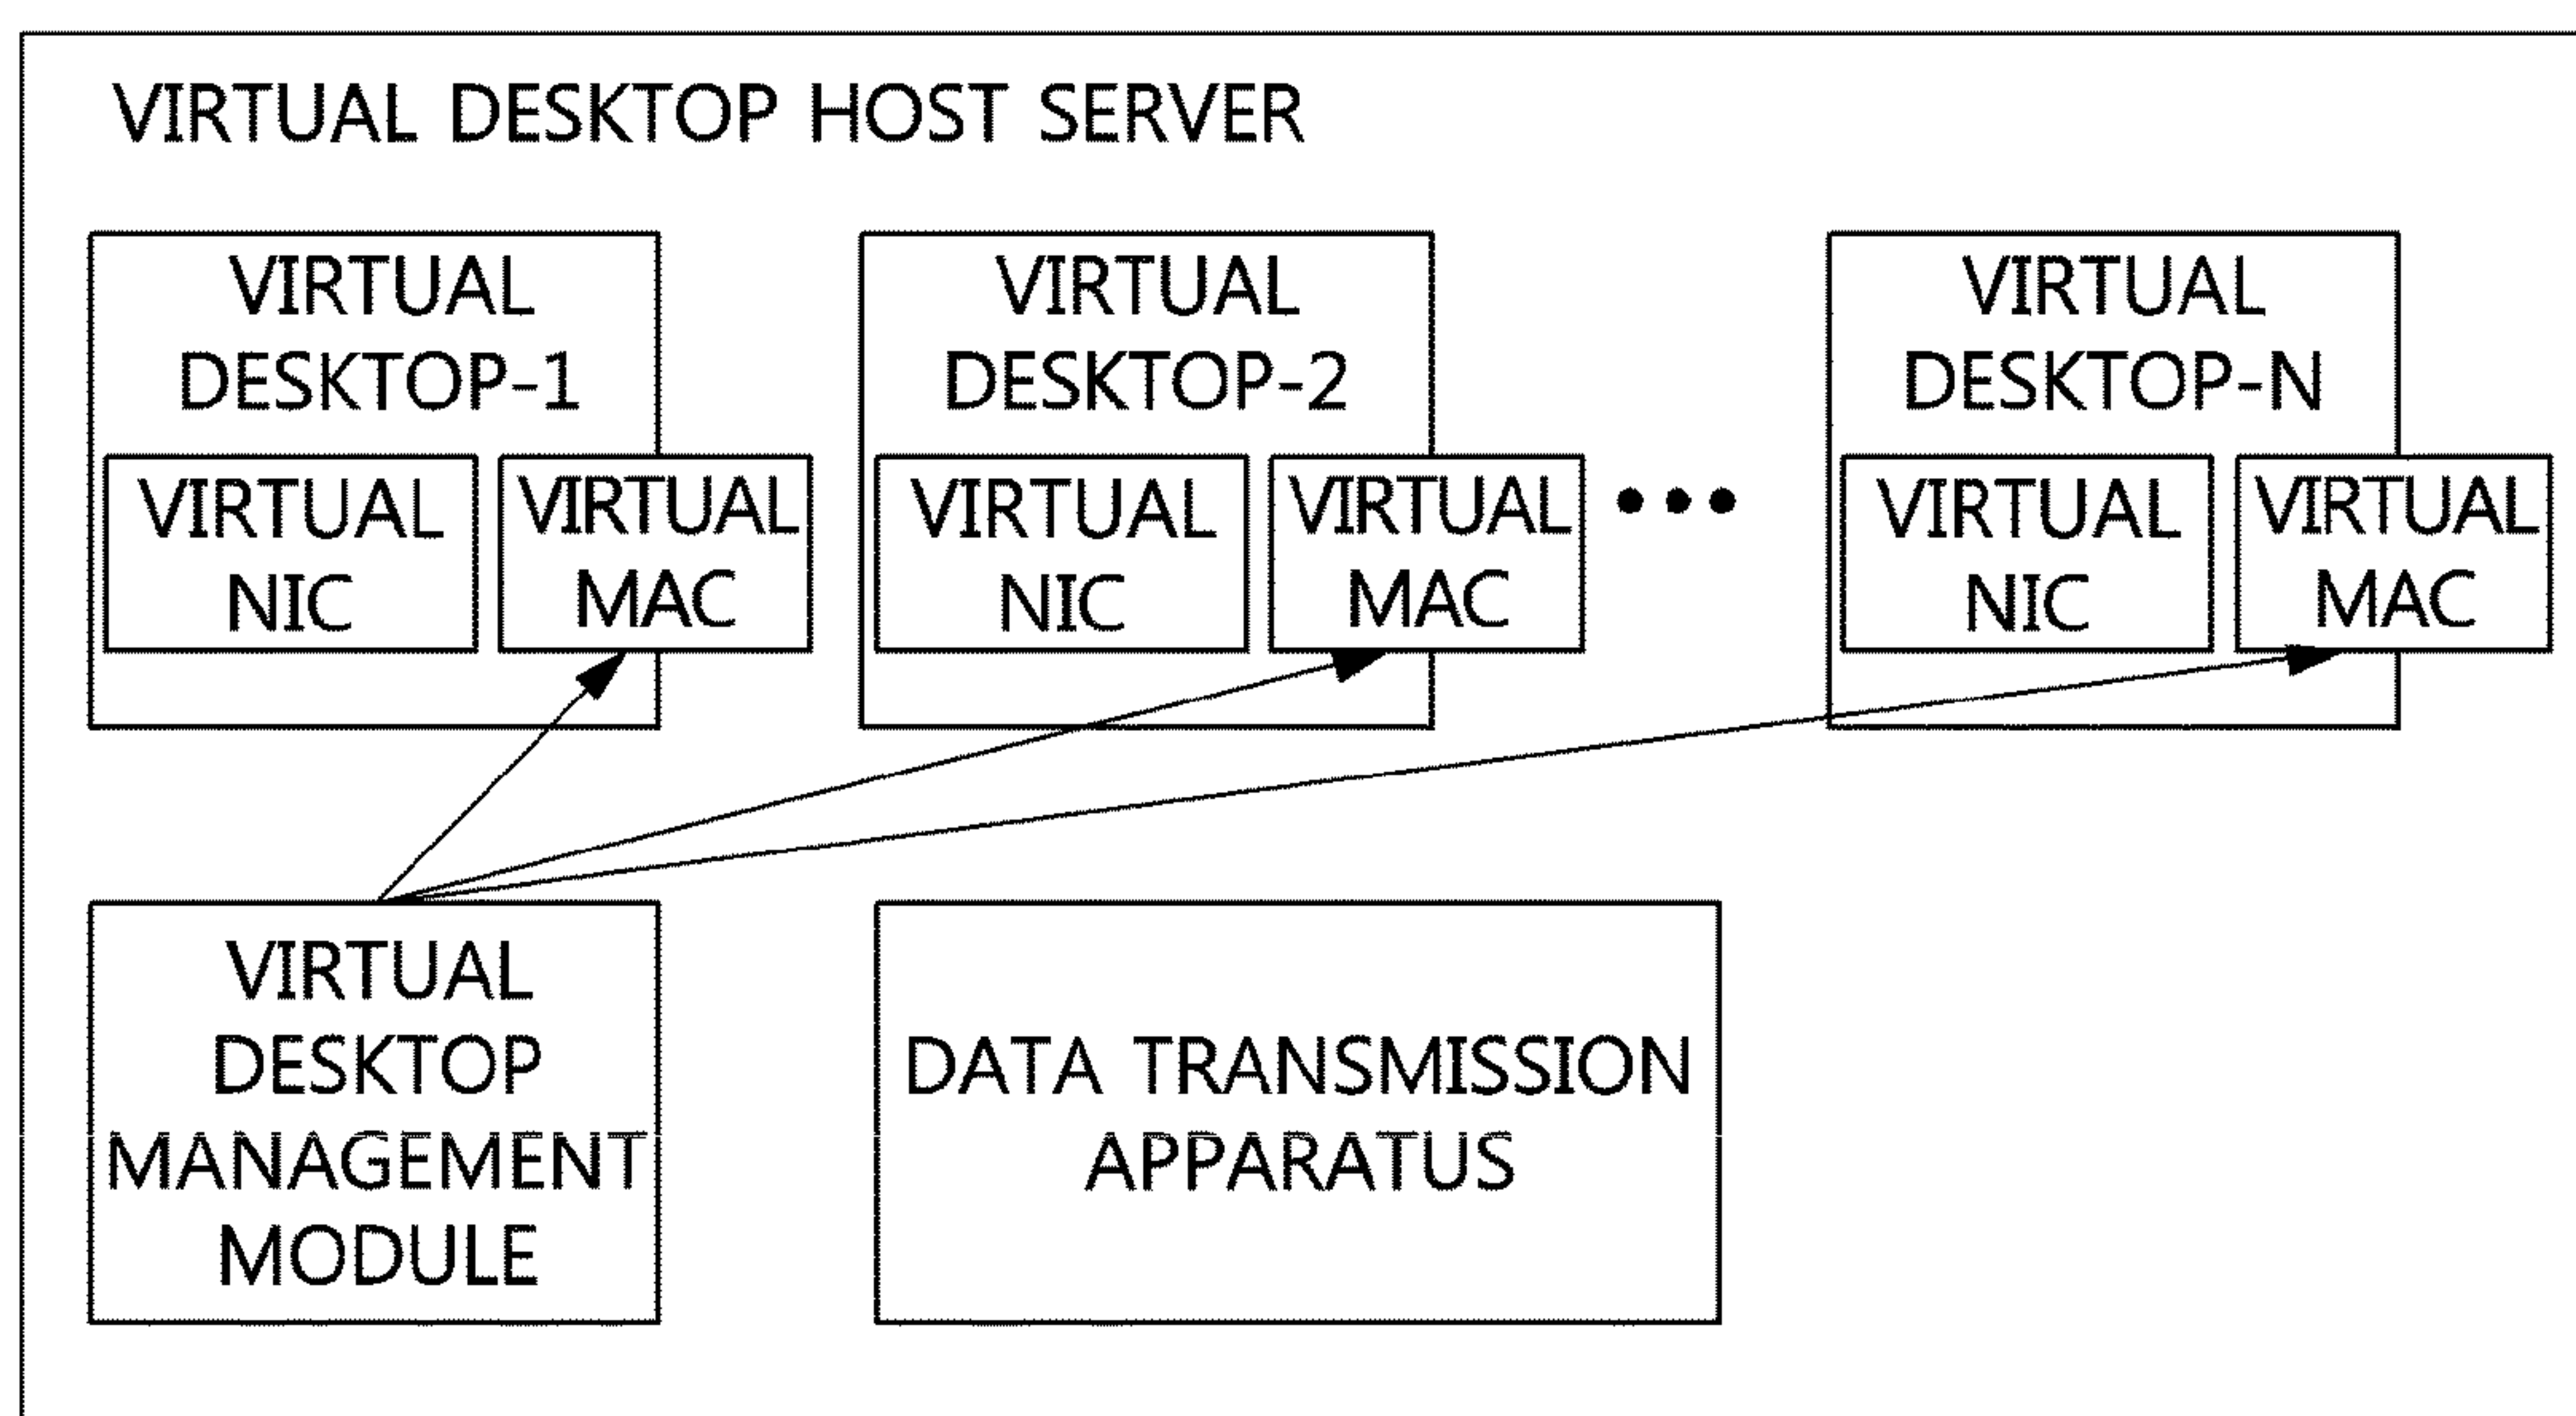 VIRTUAL DESKTOP HOST SERVER
VIRTUAL
DESKTOP-1
VIRTUAL
NIC
VIRTUAL
MAC
VIRTUAL
DESKTOP-2
VIRTUAL
NIC
VIRTUAL
MAC
•••
VIRTUAL
DESKTOP-N
VIRTUAL
NIC
VIRTUAL
MAC
VIRTUAL
DESKTOP
MANAGEMENT
MODULE
DATA TRANSMISSION
APPARATUS